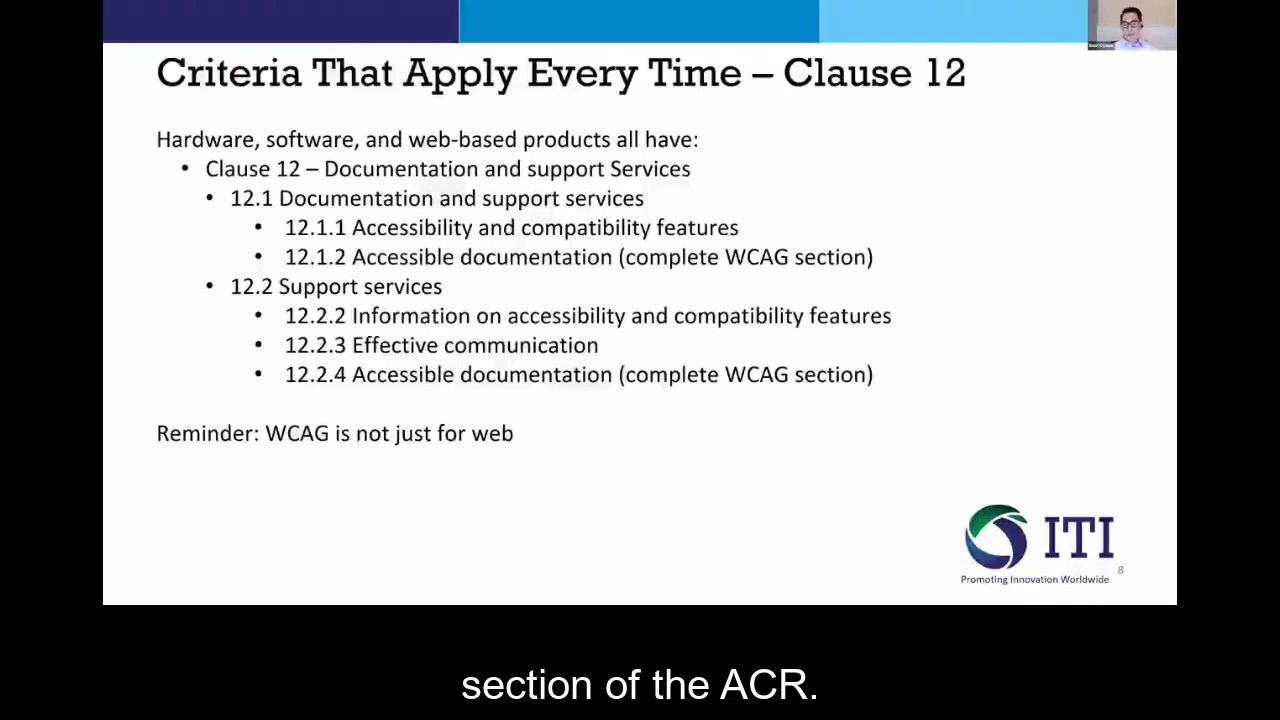 Criteria That Apply Every Time – Clause 12
Hardware, software, and web-based products all have:
• Clause 12 – Documentation and support Services
• 12.1 Documentation and support services
• 12.1.1 Accessibility and compatibility features
• 12.1.2 Accessible documentation (complete WCAG section)
• 12.2 Support services
• 12.2.2 Information on accessibility and compatibility features
• 12.2.3 Effective communication
• 12.2.4 Accessible documentation (complete WCAG section)
Reminder: WCAG is not just for web
ITI
Promoting Innovation Worldwide
8
section of the ACR.